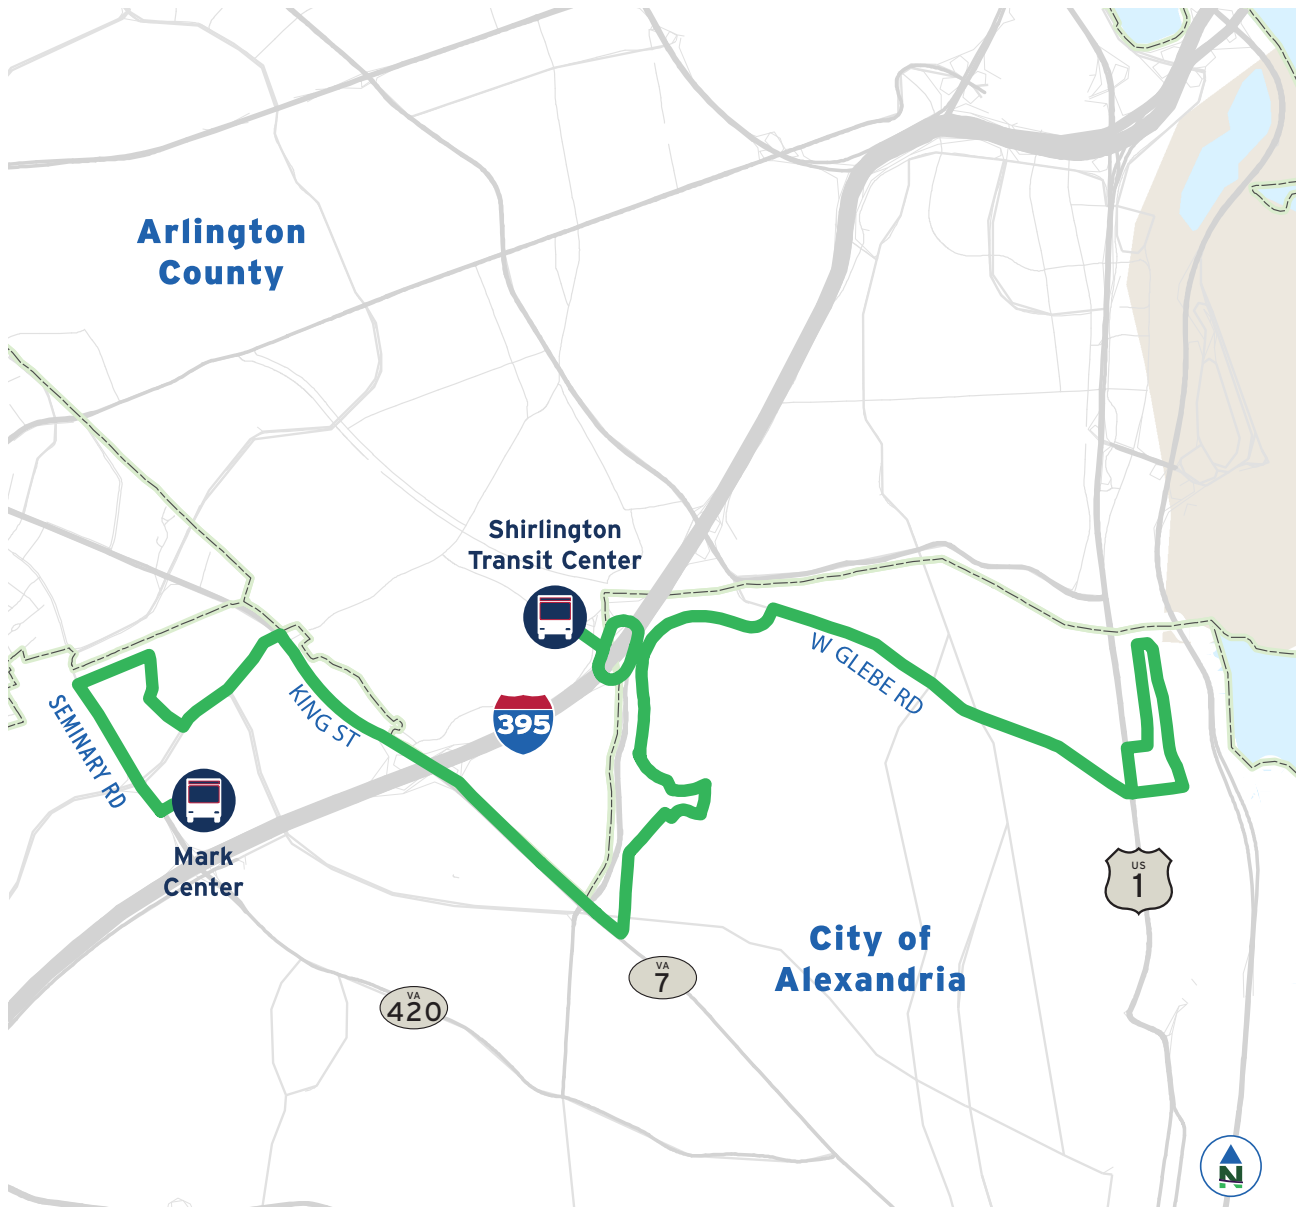 Arlington
County
Shirlington
Transit Center
W GLEBE RD
KING ST
SEMINARY RD
395
Mark
Center
US
1
City of
Alexandria
VA
7
VA
420
N